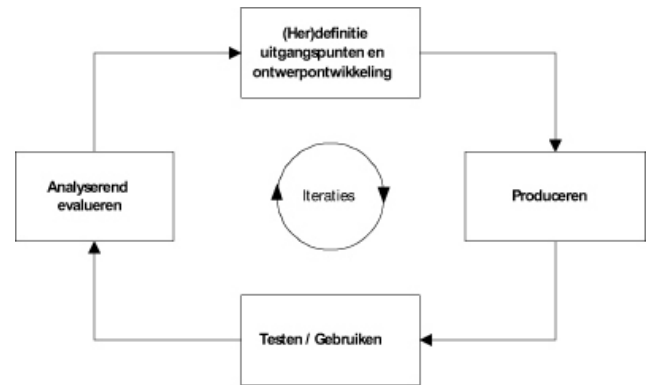 (Her)definitie
uitgangspunten en
ontwerpontwikkeling
Analyserend
evalueren
Iteraties
Produceren
Testen / Gebruiken